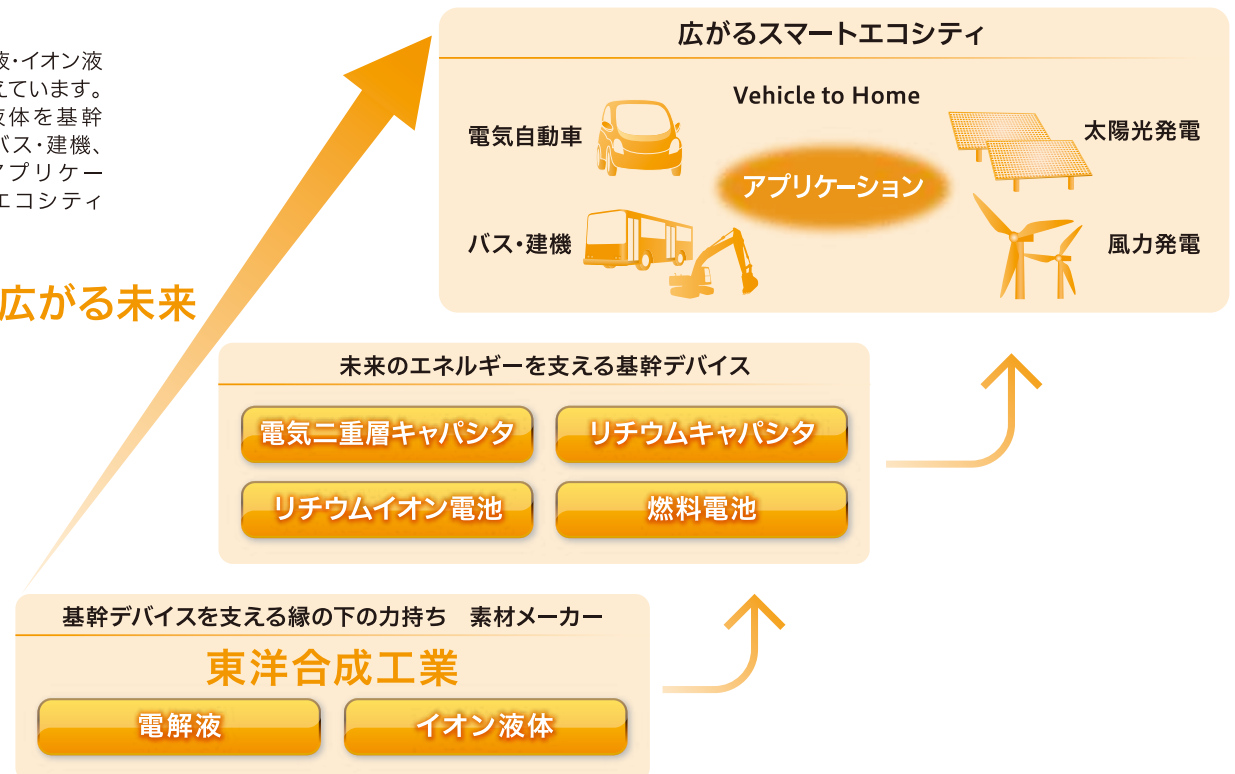 液・イオン液
えています。
液体を基幹
バス・建機、
アプリケー
エコシティ
広がる未来
広がるスマートエコシティ
Vehicle to Home
電気自動車
太陽光発電
アプリケーション
バス・建機
風力発電
未来のエネルギーを支える基幹デバイス
電気二重層キャパシタ
リチウムキャパシタ
リチウムイオン電池
燃料電池
基幹デバイスを支える縁の下の力持ち　素材メーカー
東洋合成工業
電解液
イオン液体